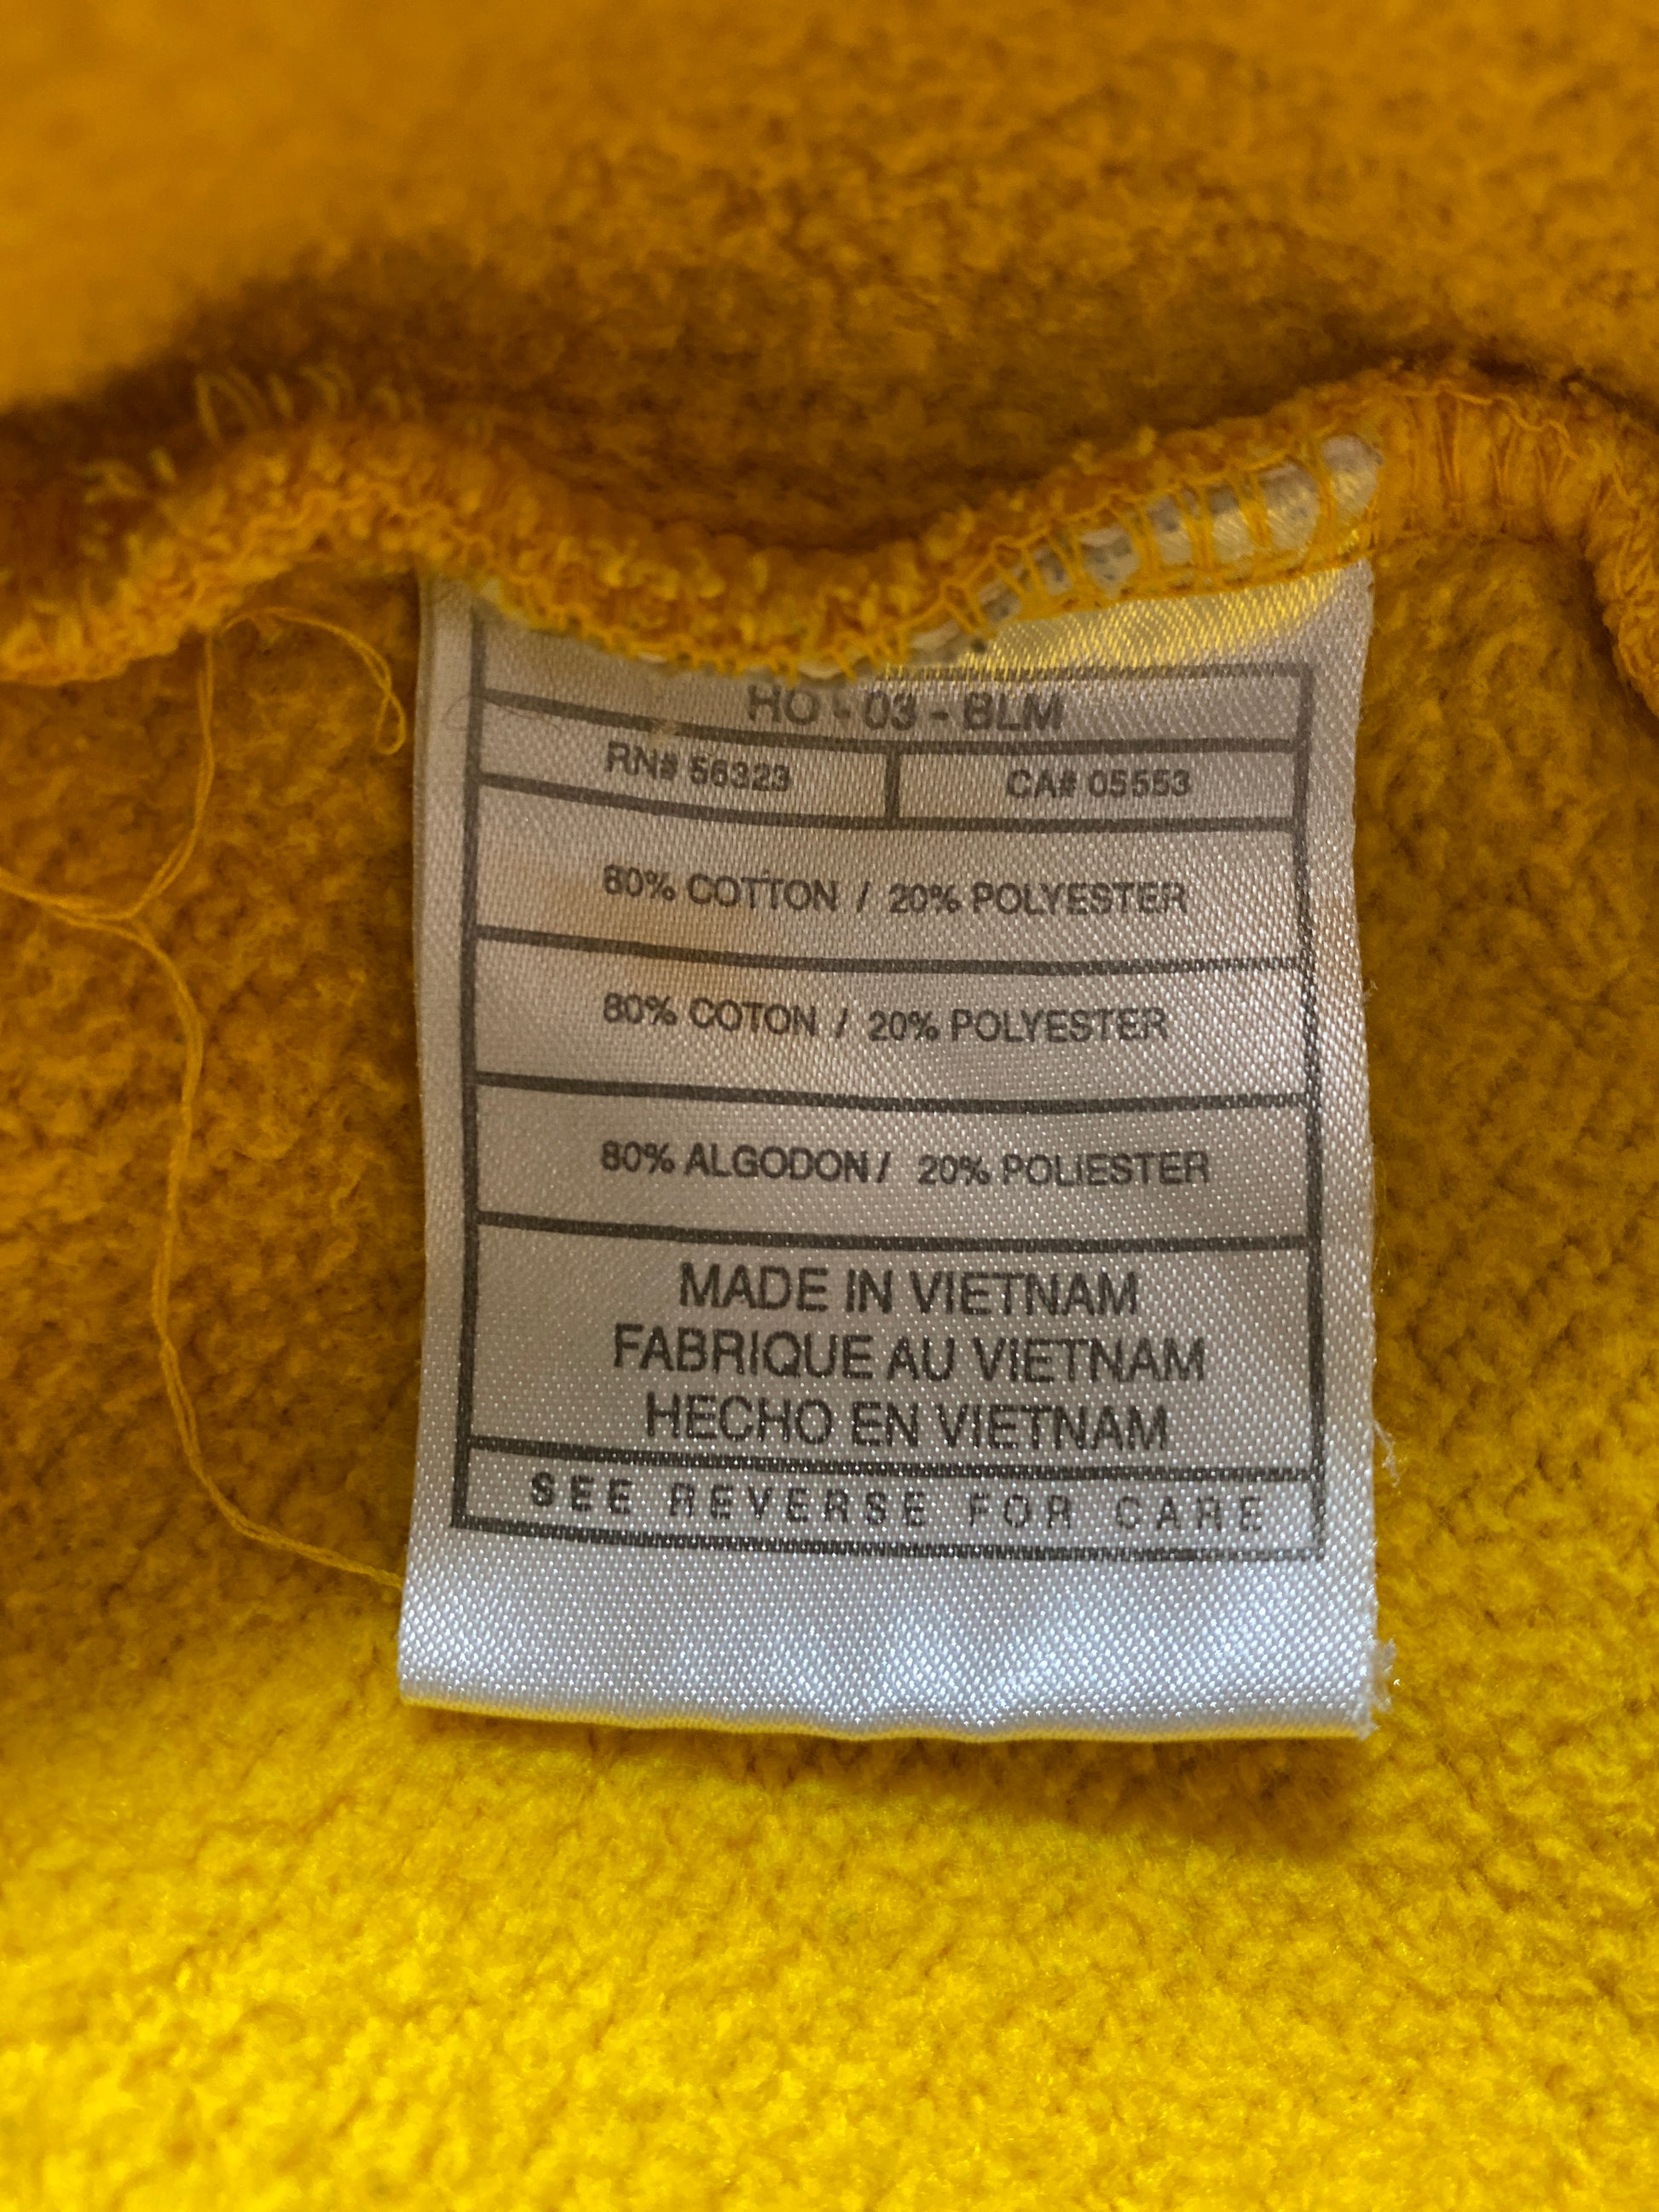 HO - 03 - BLM
RN# 56323 CA# 05553
80% COTTON / 20% POLYESTER
80% COTON / 20% POLYESTER
80% ALGODON / 20% POLIESTER
MADE IN VIETNAM
FABRIQUE AU VIETNAM
HECHO EN VIETNAM
SEE REVERSE FOR CARE